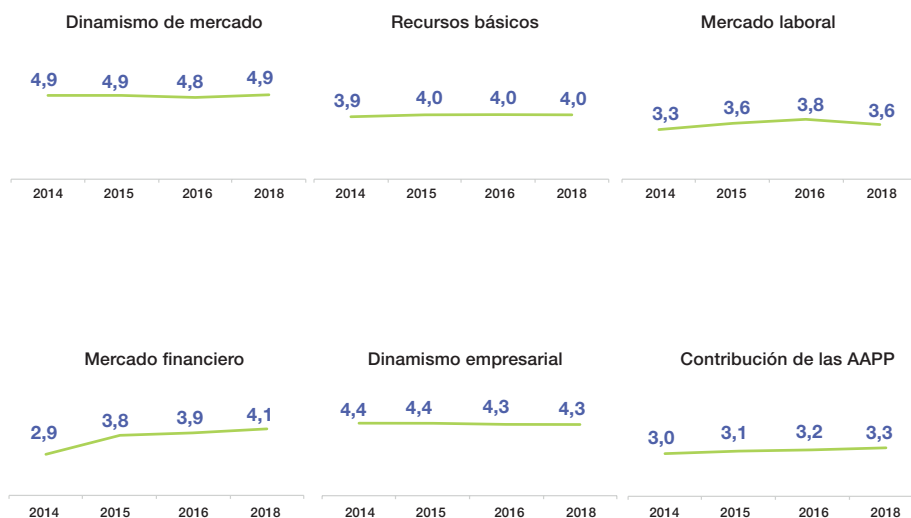 Dinamismo de mercado
4,9 4,9 4,8 4,9
2014 2015 2016 2018
Recursos básicos
3,9 4,0 4,0 4,0
2014 2015 2016 2018
Mercado laboral
3,3 3,6 3,8 3,6
2014 2015 2016 2018
Mercado financiero
2,9 3,8 3,9 4,1
2014 2015 2016 2018
Dinamismo empresarial
4,4 4,4 4,3 4,3
2014 2015 2016 2018
Contribución de las AAPP
3,0 3,1 3,2 3,3
2014 2015 2016 2018